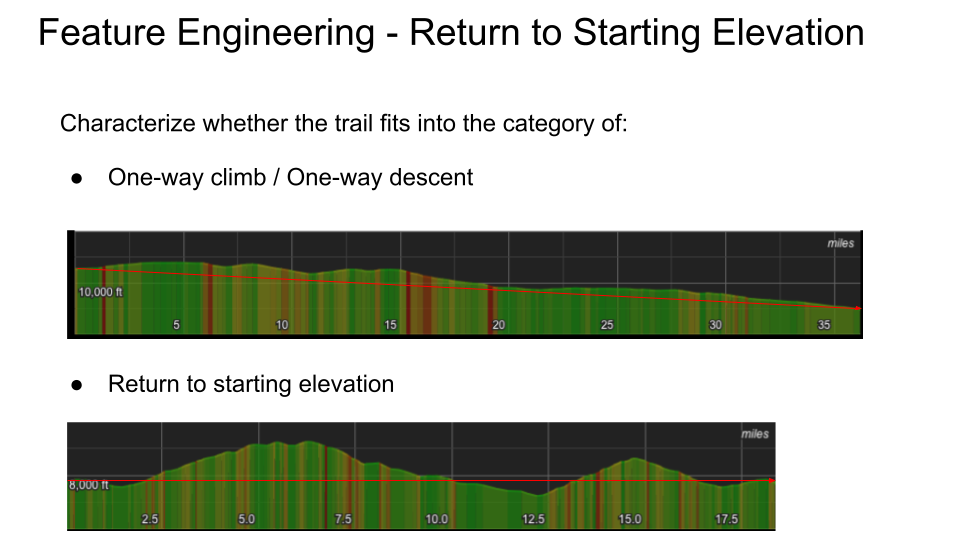 Feature Engineering - Return to Starting Elevation
Characterize whether the trail fits into the category of:
● One-way climb / One-way descent
miles
10,000 ft
5 10 15 20 25 30 35
● Return to starting elevation
miles
8,000 ft
2.5 5.0 7.5 10.0 12.5 15.0 17.5